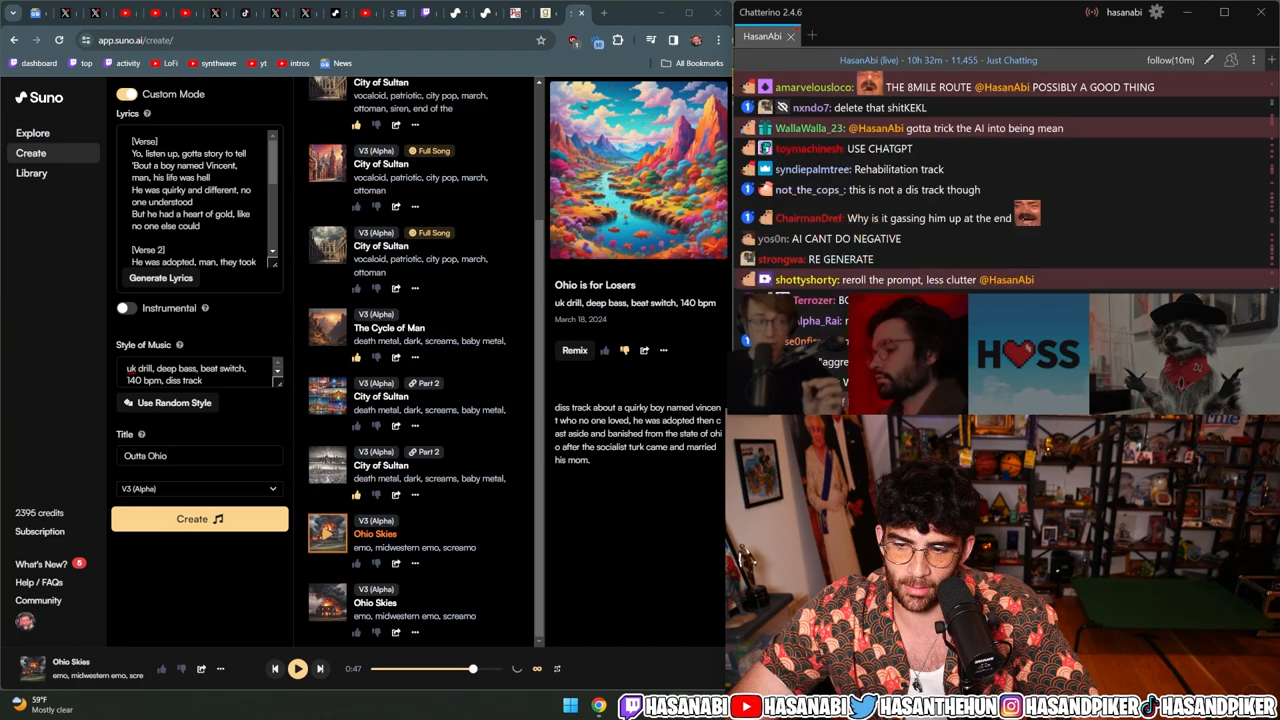 Chatterino 2.4.6
hasanabi
app.suno.ai/create/
HasanAbi
dashboard
top
activity
LoFi
synthwave
yt
intros
News
All Bookmarks
HasanAbi (live) - 10h 32m - 11,455 - Just Chatting
follow(10m)
Suno
Explore
Create
Library
2395 credits
Subscription
What's New?
6
Help / FAQs
Community
Custom Mode
Lyrics
[Verse]
Yo, listen up, gotta story to tell
'Bout a boy named Vincent,
man, his life was hell
He was quirky and different, no
one understood
But he had a heart of gold, like
no one else could
[Verse 2]
He was adopted, man, they took
Generate Lyrics
Instrumental
Style of Music
uk drill, deep bass, beat switch,
140 bpm, diss track
Use Random Style
Title
Outta Ohio
V3 (Alpha)
Create
City of Sultan
vocaloid, patriotic, city pop, march,
ottoman, siren, end of the
V3 (Alpha)
Full Song
City of Sultan
vocaloid, patriotic, city pop, march,
ottoman
V3 (Alpha)
Full Song
City of Sultan
vocaloid, patriotic, city pop, march,
ottoman
V3 (Alpha)
The Cycle of Man
death metal, dark, screams, baby metal,
V3 (Alpha)
Part 2
City of Sultan
death metal, dark, screams, baby metal,
V3 (Alpha)
Part 2
City of Sultan
death metal, dark, screams, baby metal,
V3 (Alpha)
Ohio Skies
emo, midwestern emo, screamo
V3 (Alpha)
Ohio Skies
emo, midwestern emo, screamo
Ohio is for Losers
uk drill, deep bass, beat switch, 140 bpm
March 18, 2024
Remix
diss track about a quirky boy named vincen
t who no one loved, he was adopted then c
ast aside and banished from the state of ohi
o after the socialist turk came and married
his mom.
amarvelousloco: THE 8MILE ROUTE @HasanAbi POSSIBLY A GOOD THING
nxndo7: delete that shitKEKL
WallaWalla_23: @HasanAbi gotta trick the AI into being mean
toymachinesh: USE CHATGPT
syndiepalmtree: Rehabilitation track
not_the_cops_: this is not a dis track though
ChairmanDref: Why is it gassing him up at the end
yos0n: AI CANT DO NEGATIVE
strongwa: RE GENERATE
shottyshorty: reroll the prompt, less clutter @HasanAbi
Terrozer:
Alpha_Rai:
H SS
Ohio Skies
emo, midwestern emo, scre
0:47
59°F
Mostly clear
HASANABI
HASANABI
HASANTHEHUN
HASANDPIKER
HASANDPIKER